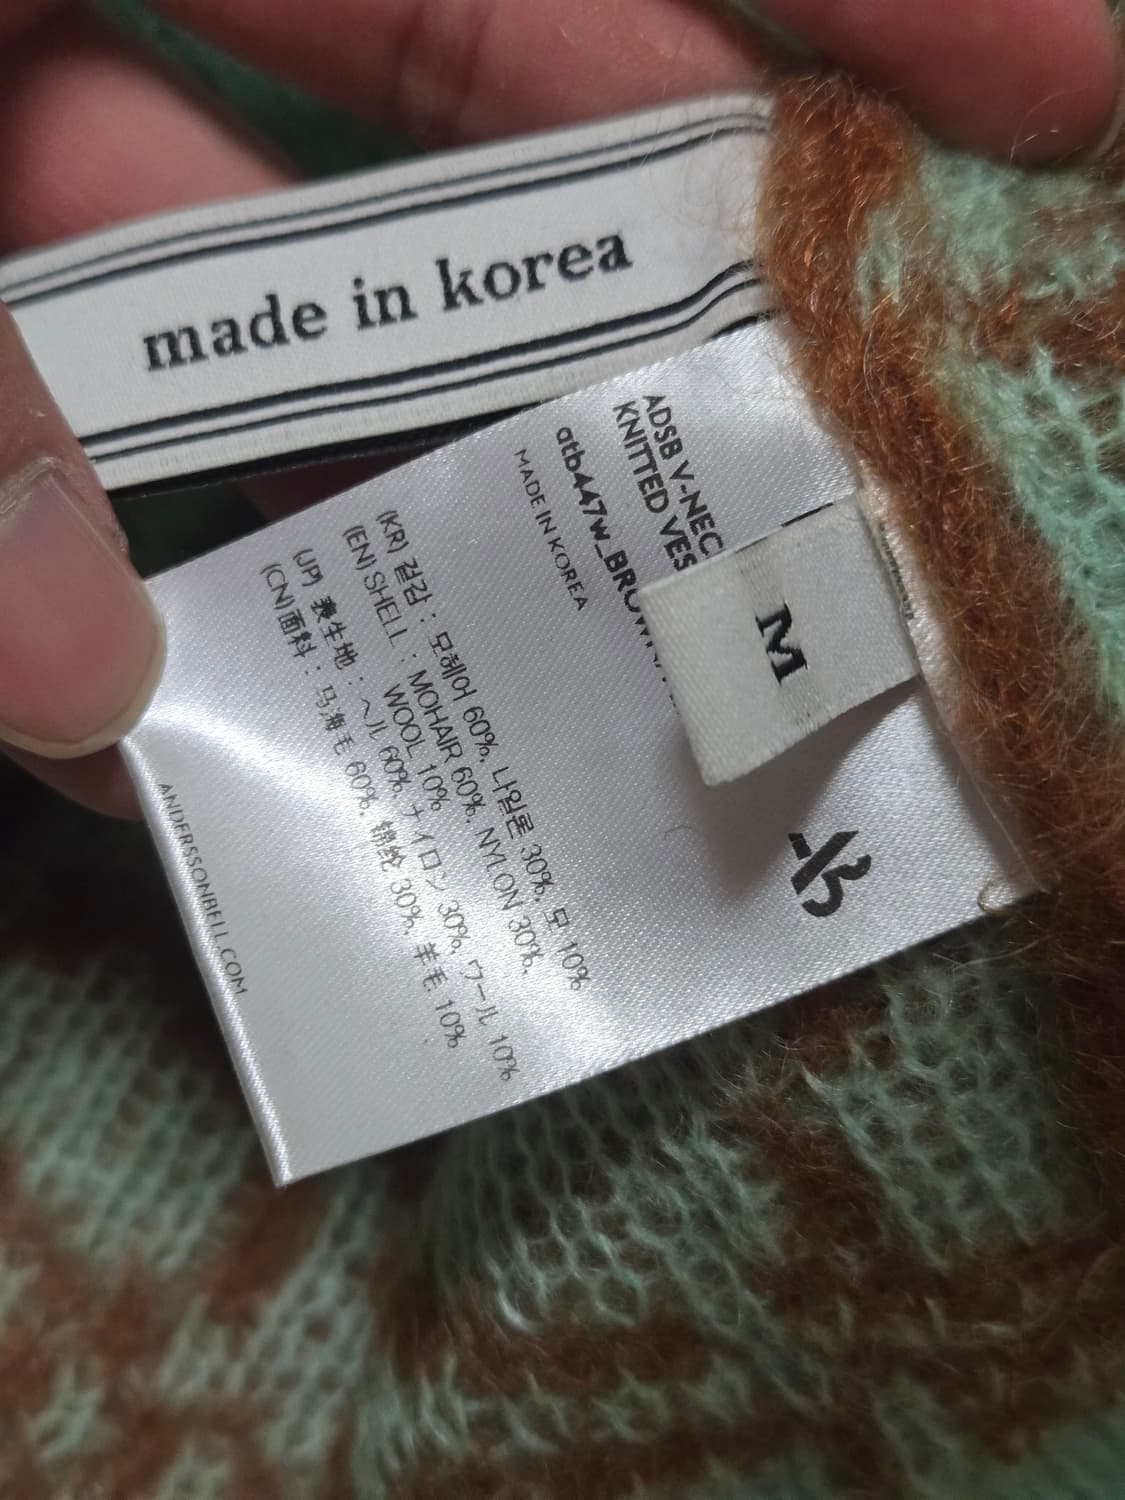 made in korea
ADSB V-NEC
KNITTED VES
atb447w_BROWN
MADE IN KOREA
M
(KR) 겉감 : 모헤어 60%, 나일론 30%, 모 10%
(EN) SHELL : MOHAIR 60%, NYLON 30%,
WOOL 10%
(JP) 表生地 : ヘル 60%, ナイロン 30%, ウール 10%
(CN)面料 : 马海毛 60%, 锦纶 30%, 羊毛 10%
ANDERSSONBELL.COM